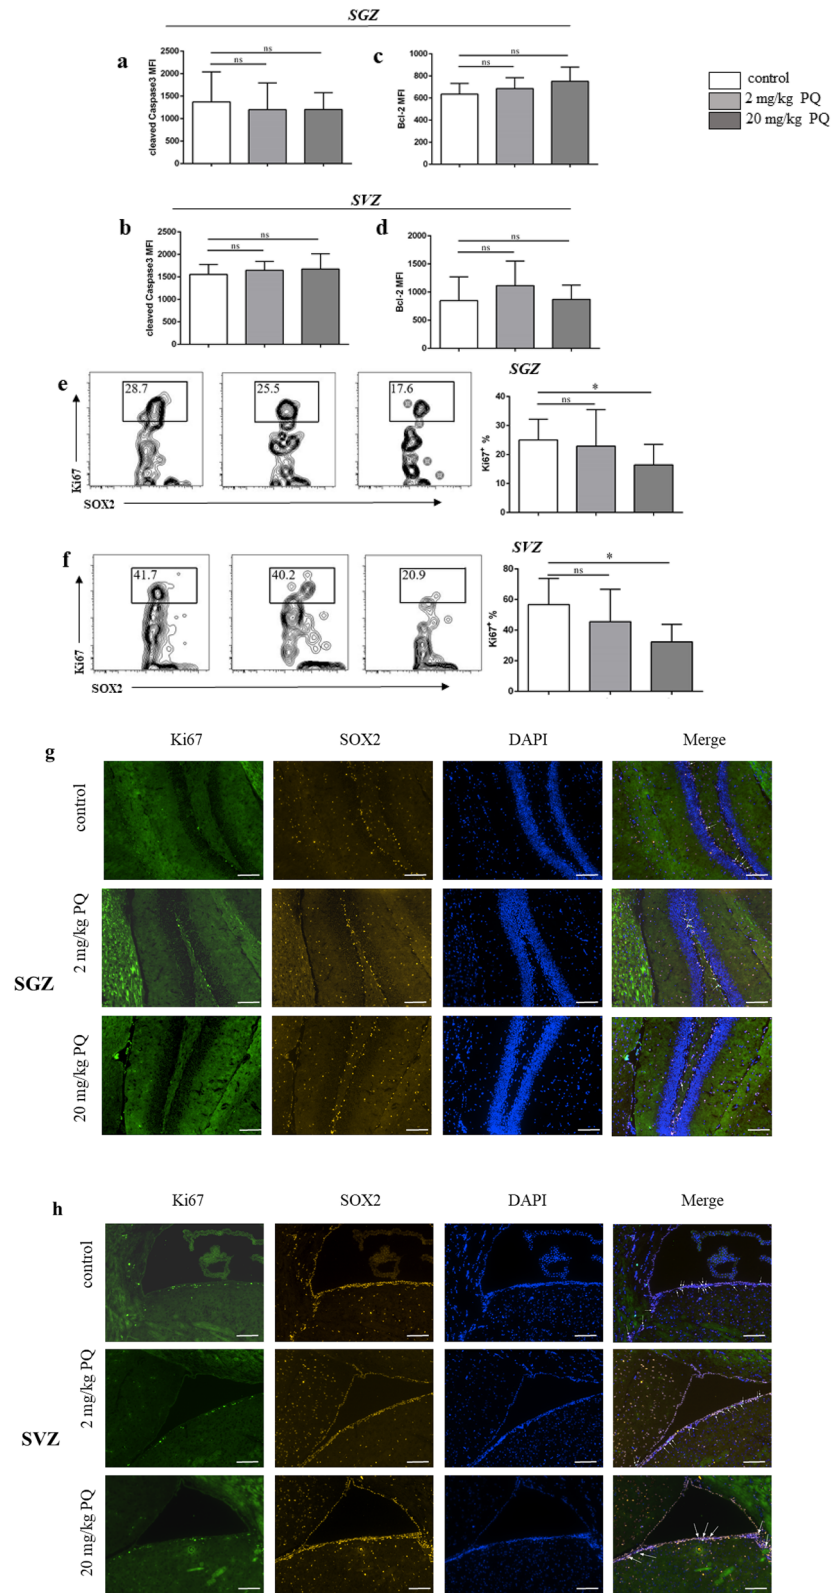 SGZ
a
cleaved Caspase3 MFI
2500
2000
1500
1000
500
0
ns
ns
c
Bcl-2 MFI
1000
800
600
400
200
0
ns
ns
control
2 mg/kg PQ
20 mg/kg PQ
SVZ
b
cleaved Caspase3 MFI
2500
2000
1500
1000
500
0
ns
ns
d
Bcl-2 MFI
2000
1500
1000
500
0
ns
ns
e
28.7
25.5
17.6
Ki67
SOX2
SGZ
Ki67+ %
40
30
20
10
0
*
ns
f
41.7
40.2
20.9
Ki67
SOX2
SVZ
Ki67+ %
80
60
40
20
0
*
ns
g
Ki67 SOX2 DAPI Merge
control
2 mg/kg PQ
SGZ
20 mg/kg PQ
h
Ki67 SOX2 DAPI Merge
control
2 mg/kg PQ
SVZ
20 mg/kg PQ